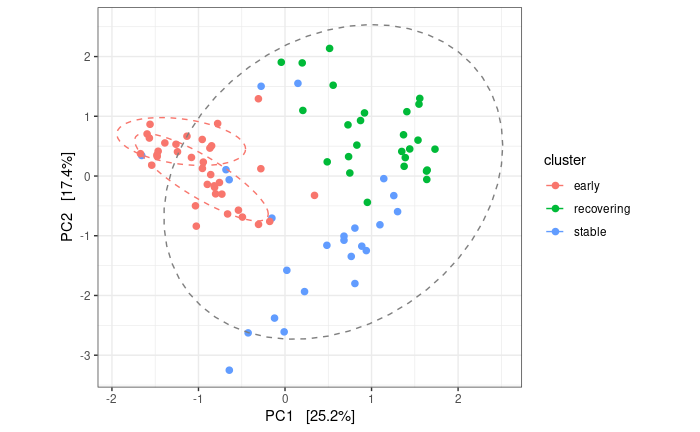 2
1
0
-1
-2
-3
PC2 [17.4%]
-2
-1
0
1
2
PC1 [25.2%]
cluster
early
recovering
stable